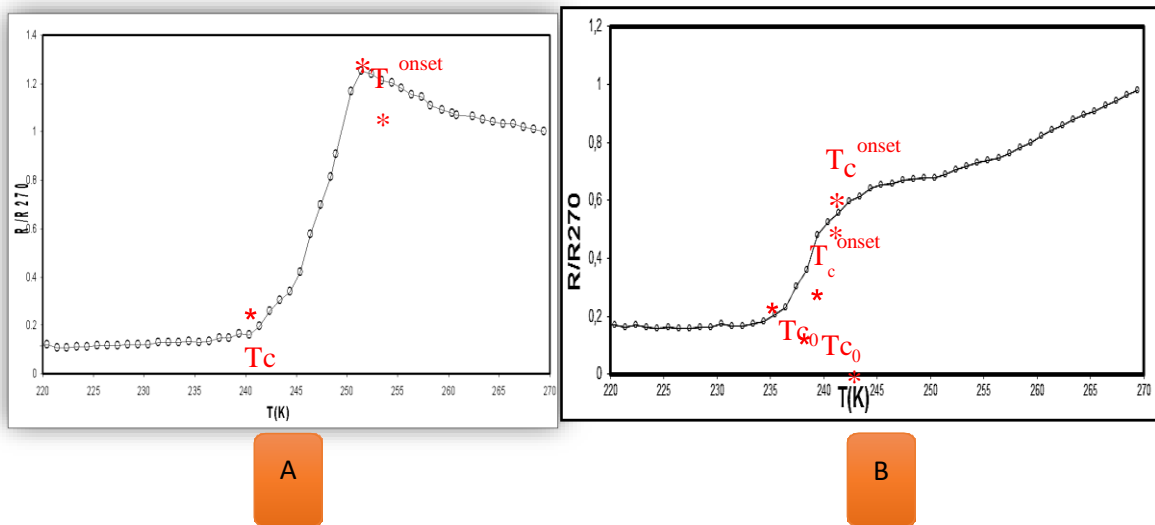 1.4
1.2
1
0.8
0.6
0.4
0.2
0
R/R270
220 225 230 235 240 245 250 255 260 265 270
T(K)
* T onset
*
*
Tc
A
1,2
1
0,8
0,6
0,4
0,2
0
R/R270
220 225 230 235 240 245 250 255 260 265 270
T(K)
Tc onset
*
*
Tc onset
*
*
Tc0
* Tc0
*
B